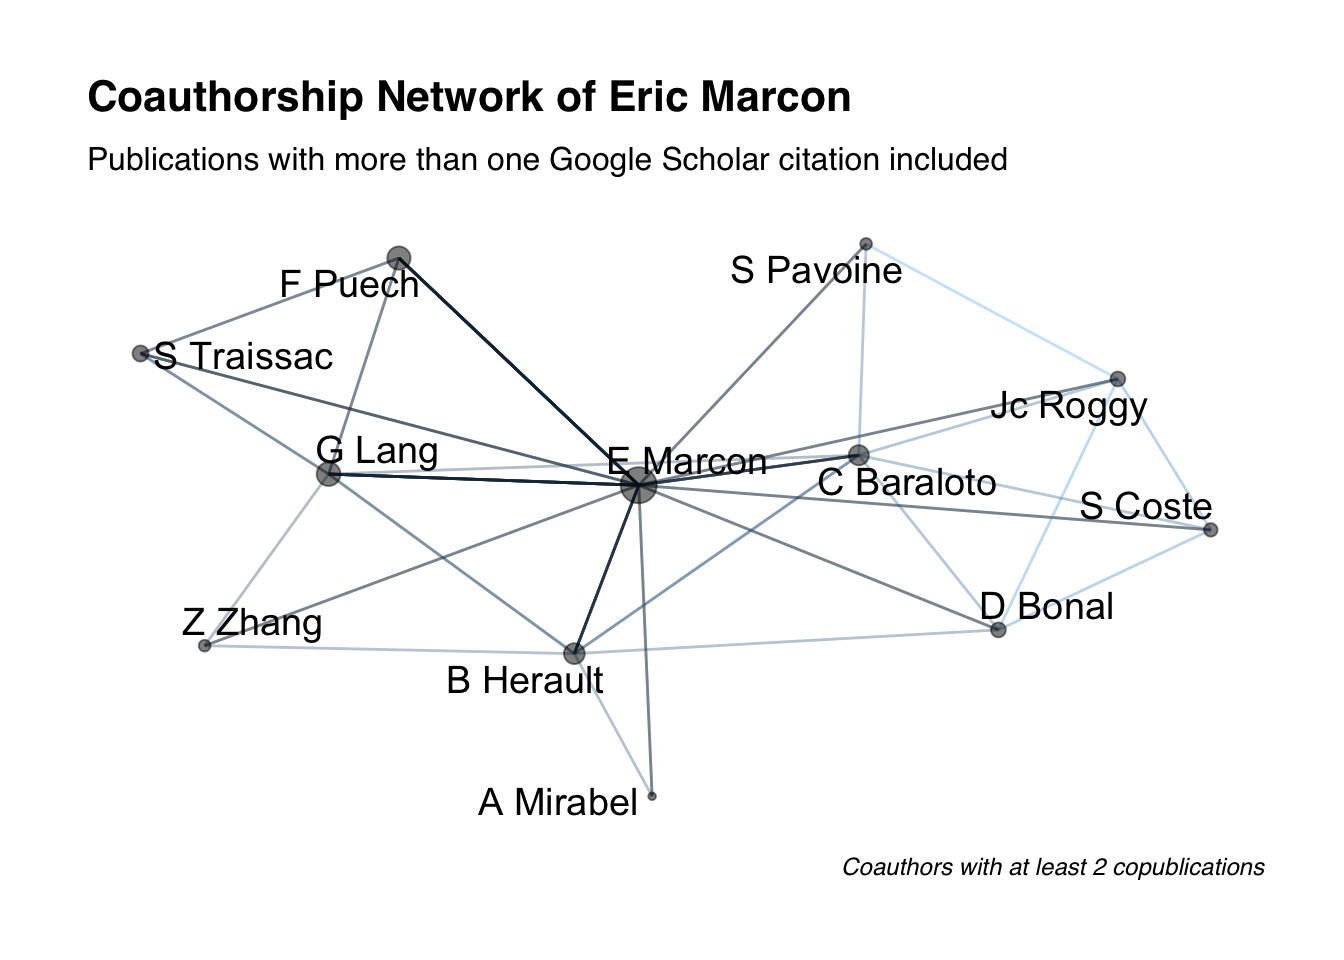 Coauthorship Network of Eric Marcon
Publications with more than one Google Scholar citation included
S Pavoine
F Puech
S Traissac
Jc Roggy
G Lang
E Marcon
C Baraloto
S Coste
D Bonal
Z Zhang
B Herault
A Mirabel
Coauthors with at least 2 copublications